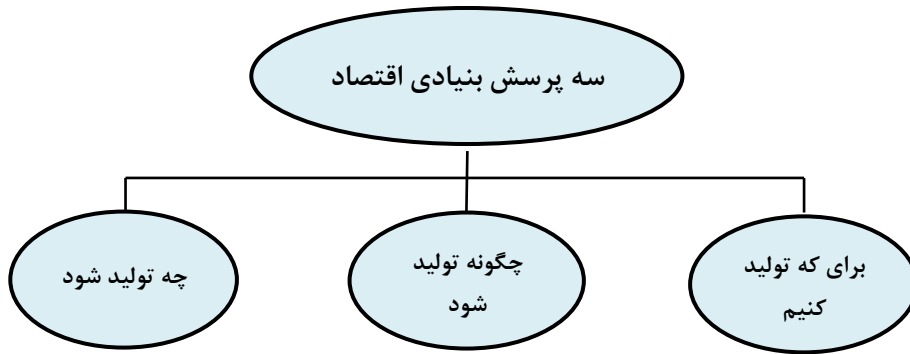 سه پرسش بنیادی اقتصاد
برای که تولید
کنیم
چگونه تولید
شود
چه تولید شود